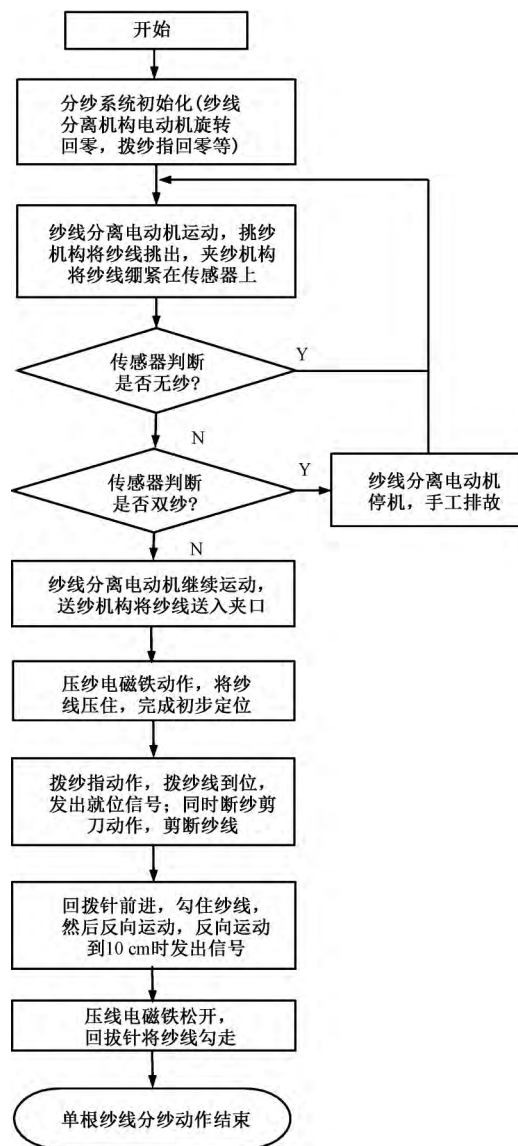 开始
分纱系统初始化(纱线
分离机构电动机旋转
回零，拨纱指回零等)
纱线分离电动机运动，挑纱
机构将纱线挑出，夹纱机构
将纱线绷紧在传感器上
传感器判断
是否无纱?
Y
N
传感器判断
是否双纱?
Y
纱线分离电动机
停机，手工排故
N
纱线分离电动机继续运动，
送纱机构将纱线送入夹口
压纱电磁铁动作，将纱
线压住，完成初步定位
拨纱指动作，拨纱线到位，
发出就位信号；同时断纱剪
刀动作，剪断纱线
回拨针前进，勾住纱线，
然后反向运动，反向运动
到10 cm时发出信号
压线电磁铁松开，
回拨针将纱线勾走
单根纱线分纱动作结束